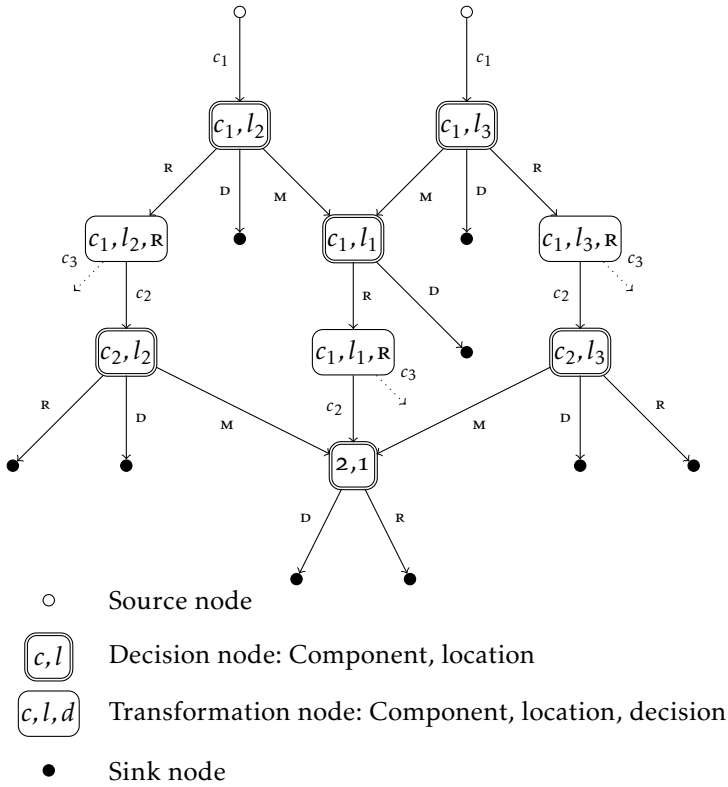 c₁ c₁
c₁, l₂ c₁, l₃
R D M M D R
c₁, l₂, R c₁, l₁ c₁, l₃, R
c₃ c₂ R D c₂ c₃
c₂, l₂ c₁, l₁, R c₂, l₃
R D M c₂ c₃ M D R
2,1
D R
Source node
c, l Decision node: Component, location
c, l, d Transformation node: Component, location, decision
Sink node